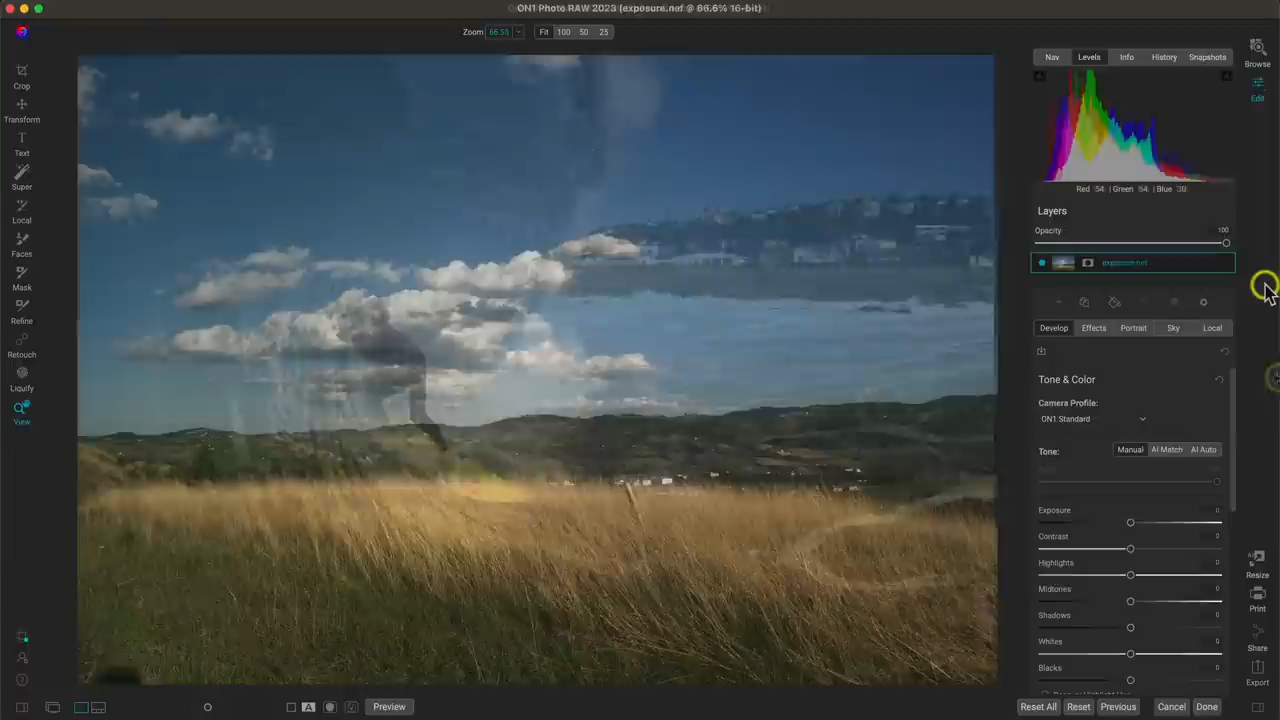 ON1 Photo RAW 2023 (exposure.nef @ 66.6% 16-bit)
Zoom 66.55 Fit 100 50 25
Crop
Transform
Text
Super
Local
Faces
Mask
Refine
Retouch
Liquify
View
Nav Levels Info History Snapshots
Browse
Edit
Red 54 | Green 54 | Blue 39
Layers
Opacity 100
exposure.nef
Develop Effects Portrait Sky Local
Tone & Color
Camera Profile:
ON1 Standard
Tone: Manual AI Match AI Auto
Exposure 0
Contrast 0
Highlights 0
Midtones 0
Shadows 0
Whites 0
Blacks 0
Resize
Print
Share
Export
A
Preview
Reset All Reset Previous Cancel Done